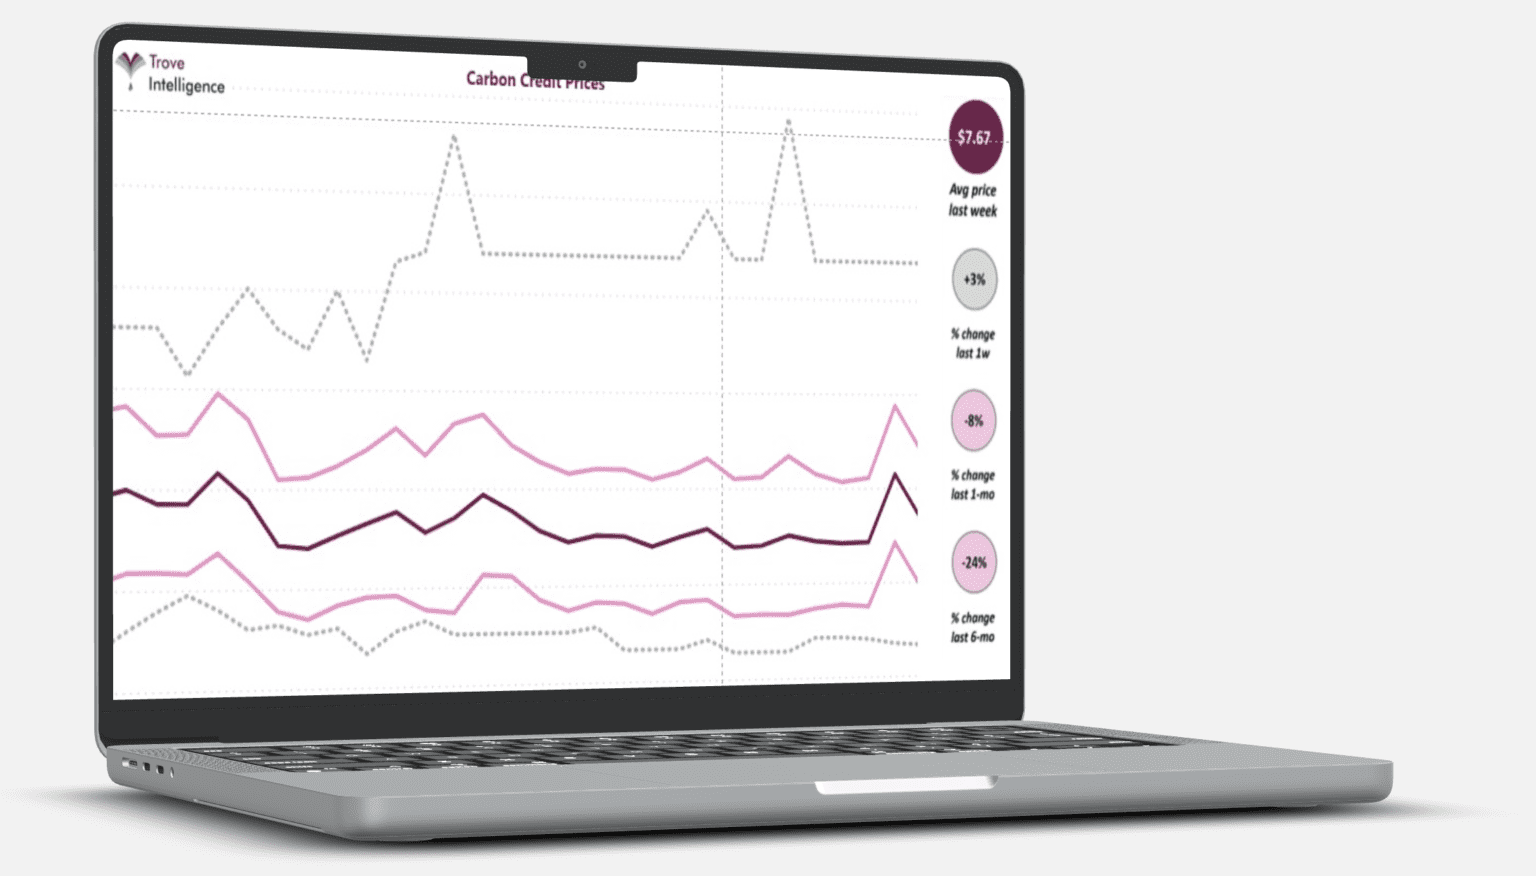 Trove
Intelligence
Carbon Credit Prices
$7.67
Avg price
last week
+3%
% change
last 1w
-8%
% change
last 1-mo
-24%
% change
last 6-mo